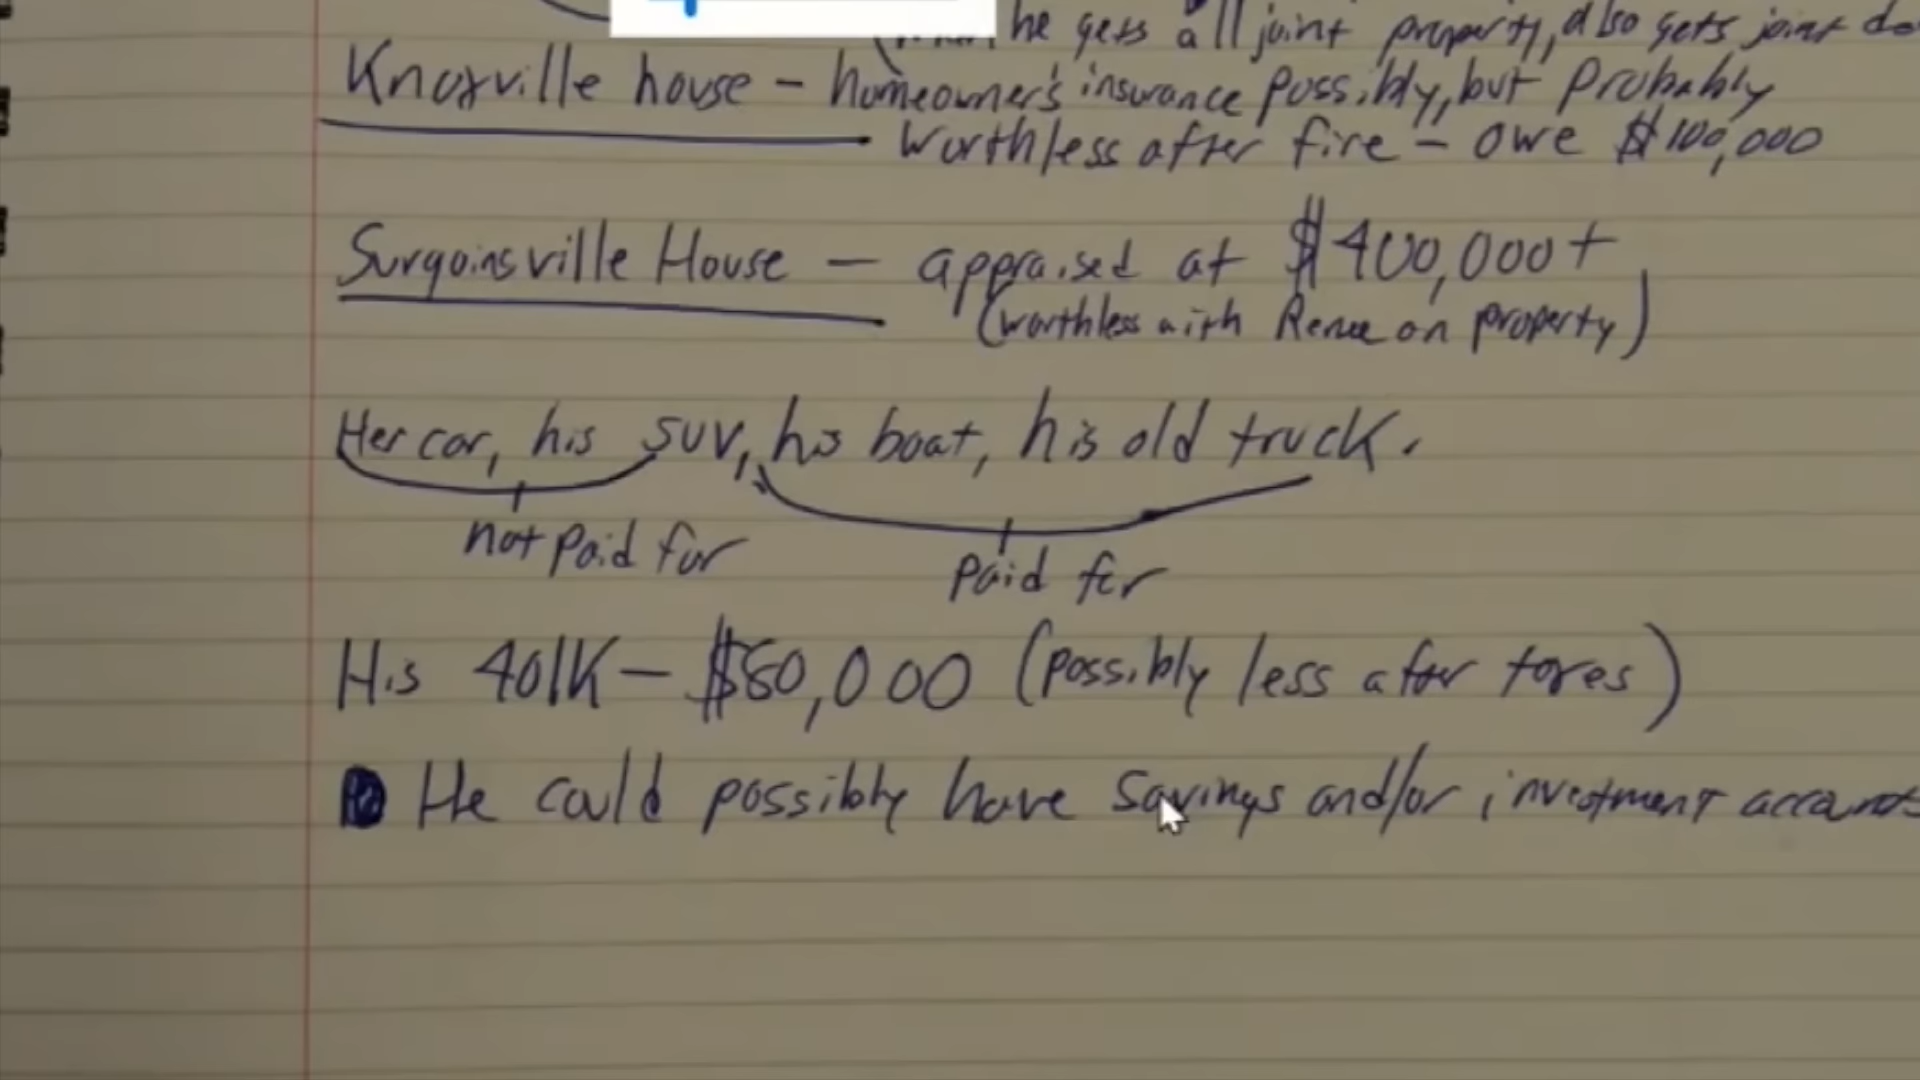 he gets all joint property, also gets joint
Knoxville house - homeowner's insurance possibly, but probably
worthless after fire - owe $100,000
Surgoinsville House - appraised at $400,000+
(worthless with Renee on property)
Her car, his SUV, his boat, his old truck.
not paid for
paid for
His 401K - $80,000 (possibly less after taxes)
He could possibly have savings and/or investment accounts